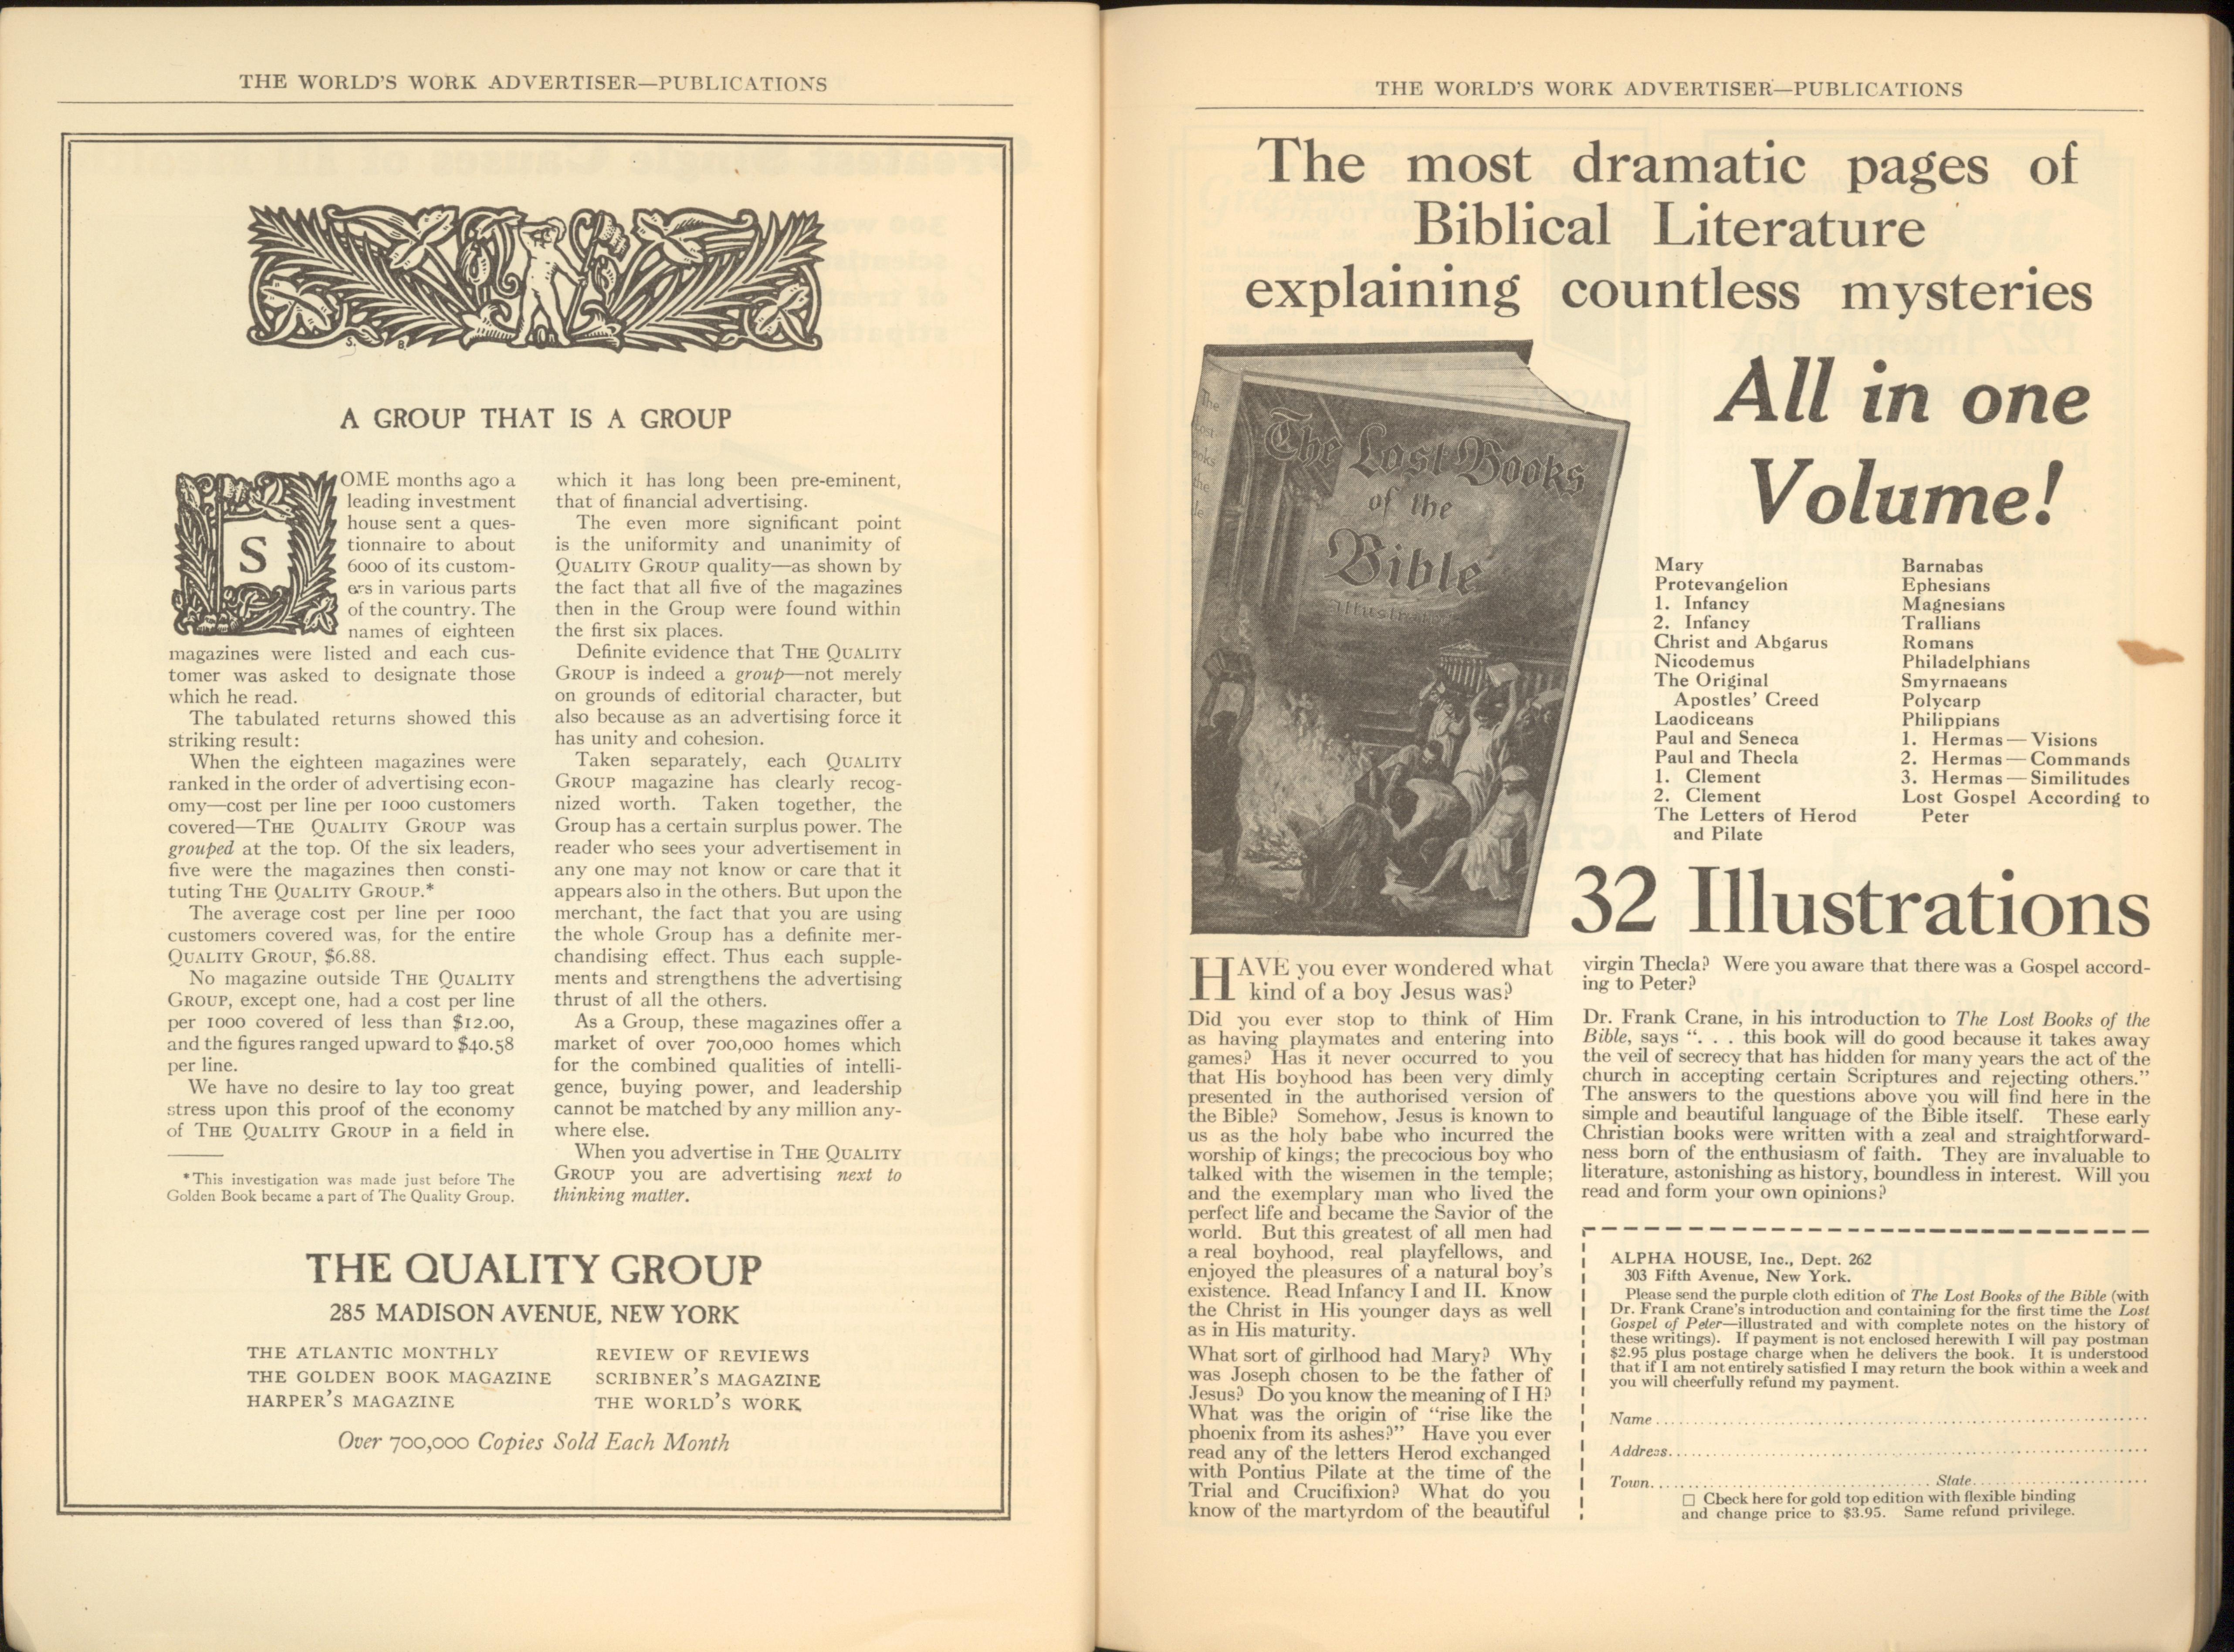 THE WORLD'S WORK ADVERTISER—PUBLICATIONS
S. B.
A GROUP THAT IS A GROUP
SOME months ago a
leading investment
house sent a ques-
tionnaire to about
6000 of its custom-
ers in various parts
of the country. The
names of eighteen
magazines were listed and each cus-
tomer was asked to designate those
which he read.
The tabulated returns showed this
striking result:
When the eighteen magazines were
ranked in the order of advertising econ-
omy—cost per line per 1000 customers
covered—THE QUALITY GROUP was
grouped at the top. Of the six leaders,
five were the magazines then consti-
tuting THE QUALITY GROUP.*
The average cost per line per 1000
customers covered was, for the entire
QUALITY GROUP, $6.88.
No magazine outside THE QUALITY
GROUP, except one, had a cost per line
per 1000 covered of less than $12.00,
and the figures ranged upward to $40.58
per line.
We have no desire to lay too great
stress upon this proof of the economy
of THE QUALITY GROUP in a field in
*This investigation was made just before The
Golden Book became a part of The Quality Group.
which it has long been pre-eminent,
that of financial advertising.
The even more significant point
is the uniformity and unanimity of
QUALITY GROUP quality—as shown by
the fact that all five of the magazines
then in the Group were found within
the first six places.
Definite evidence that THE QUALITY
GROUP is indeed a group—not merely
on grounds of editorial character, but
also because as an advertising force it
has unity and cohesion.
Taken separately, each QUALITY
GROUP magazine has clearly recog-
nized worth. Taken together, the
Group has a certain surplus power. The
reader who sees your advertisement in
any one may not know or care that it
appears also in the others. But upon the
merchant, the fact that you are using
the whole Group has a definite mer-
chandising effect. Thus each supple-
ments and strengthens the advertising
thrust of all the others.
As a Group, these magazines offer a
market of over 700,000 homes which
for the combined qualities of intelli-
gence, buying power, and leadership
cannot be matched by any million any-
where else.
When you advertise in THE QUALITY
GROUP you are advertising next to
thinking matter.
THE QUALITY GROUP
285 MADISON AVENUE, NEW YORK
THE ATLANTIC MONTHLY
THE GOLDEN BOOK MAGAZINE
HARPER'S MAGAZINE
REVIEW OF REVIEWS
SCRIBNER'S MAGAZINE
THE WORLD'S WORK
Over 700,000 Copies Sold Each Month
THE WORLD'S WORK ADVERTISER—PUBLICATIONS
The most dramatic pages of
Biblical Literature
explaining countless mysteries
All in one
Volume!
The Lost Books
of the
Bible
Illustrated
Mary
Protevangelion
1. Infancy
2. Infancy
Christ and Abgarus
Nicodemus
The Original
Apostles' Creed
Laodiceans
Paul and Seneca
Paul and Thecla
1. Clement
2. Clement
The Letters of Herod
and Pilate
Barnabas
Ephesians
Magnesians
Trallians
Romans
Philadelphians
Smyrnaeans
Polycarp
Philippians
1. Hermas—Visions
2. Hermas—Commands
3. Hermas—Similitudes
Lost Gospel According to
Peter
32 Illustrations
HAVE you ever wondered what
kind of a boy Jesus was?
Did you ever stop to think of Him
as having playmates and entering into
games? Has it never occurred to you
that His boyhood has been very dimly
presented in the authorised version of
the Bible? Somehow, Jesus is known to
us as the holy babe who incurred the
worship of kings; the precocious boy who
talked with the wisemen in the temple;
and the exemplary man who lived the
perfect life and became the Savior of the
world. But this greatest of all men had
a real boyhood, real playfellows, and
enjoyed the pleasures of a natural boy's
existence. Read Infancy I and II. Know
the Christ in His younger days as well
as in His maturity.
What sort of girlhood had Mary? Why
was Joseph chosen to be the father of
Jesus? Do you know the meaning of I H?
What was the origin of "rise like the
phoenix from its ashes?" Have you ever
read any of the letters Herod exchanged
with Pontius Pilate at the time of the
Trial and Crucifixion? What do you
know of the martyrdom of the beautiful
virgin Thecla? Were you aware that there was a Gospel accord-
ing to Peter?
Dr. Frank Crane, in his introduction to The Lost Books of the
Bible, says ". . . this book will do good because it takes away
the veil of secrecy that has hidden for many years the act of the
church in accepting certain Scriptures and rejecting others."
The answers to the questions above you will find here in the
simple and beautiful language of the Bible itself. These early
Christian books were written with a zeal and straightforward-
ness born of the enthusiasm of faith. They are invaluable to
literature, astonishing as history, boundless in interest. Will you
read and form your own opinions?
ALPHA HOUSE, Inc., Dept. 262
303 Fifth Avenue, New York.
Please send the purple cloth edition of The Lost Books of the Bible (with
Dr. Frank Crane's introduction and containing for the first time the Lost
Gospel of Peter—illustrated and with complete notes on the history of
these writings). If payment is not enclosed herewith I will pay postman
$2.95 plus postage charge when he delivers the book. It is understood
that if I am not entirely satisfied I may return the book within a week and
you will cheerfully refund my payment.
Name
Address
Town State
☐ Check here for gold top edition with flexible binding
and change price to $3.95. Same refund privilege.